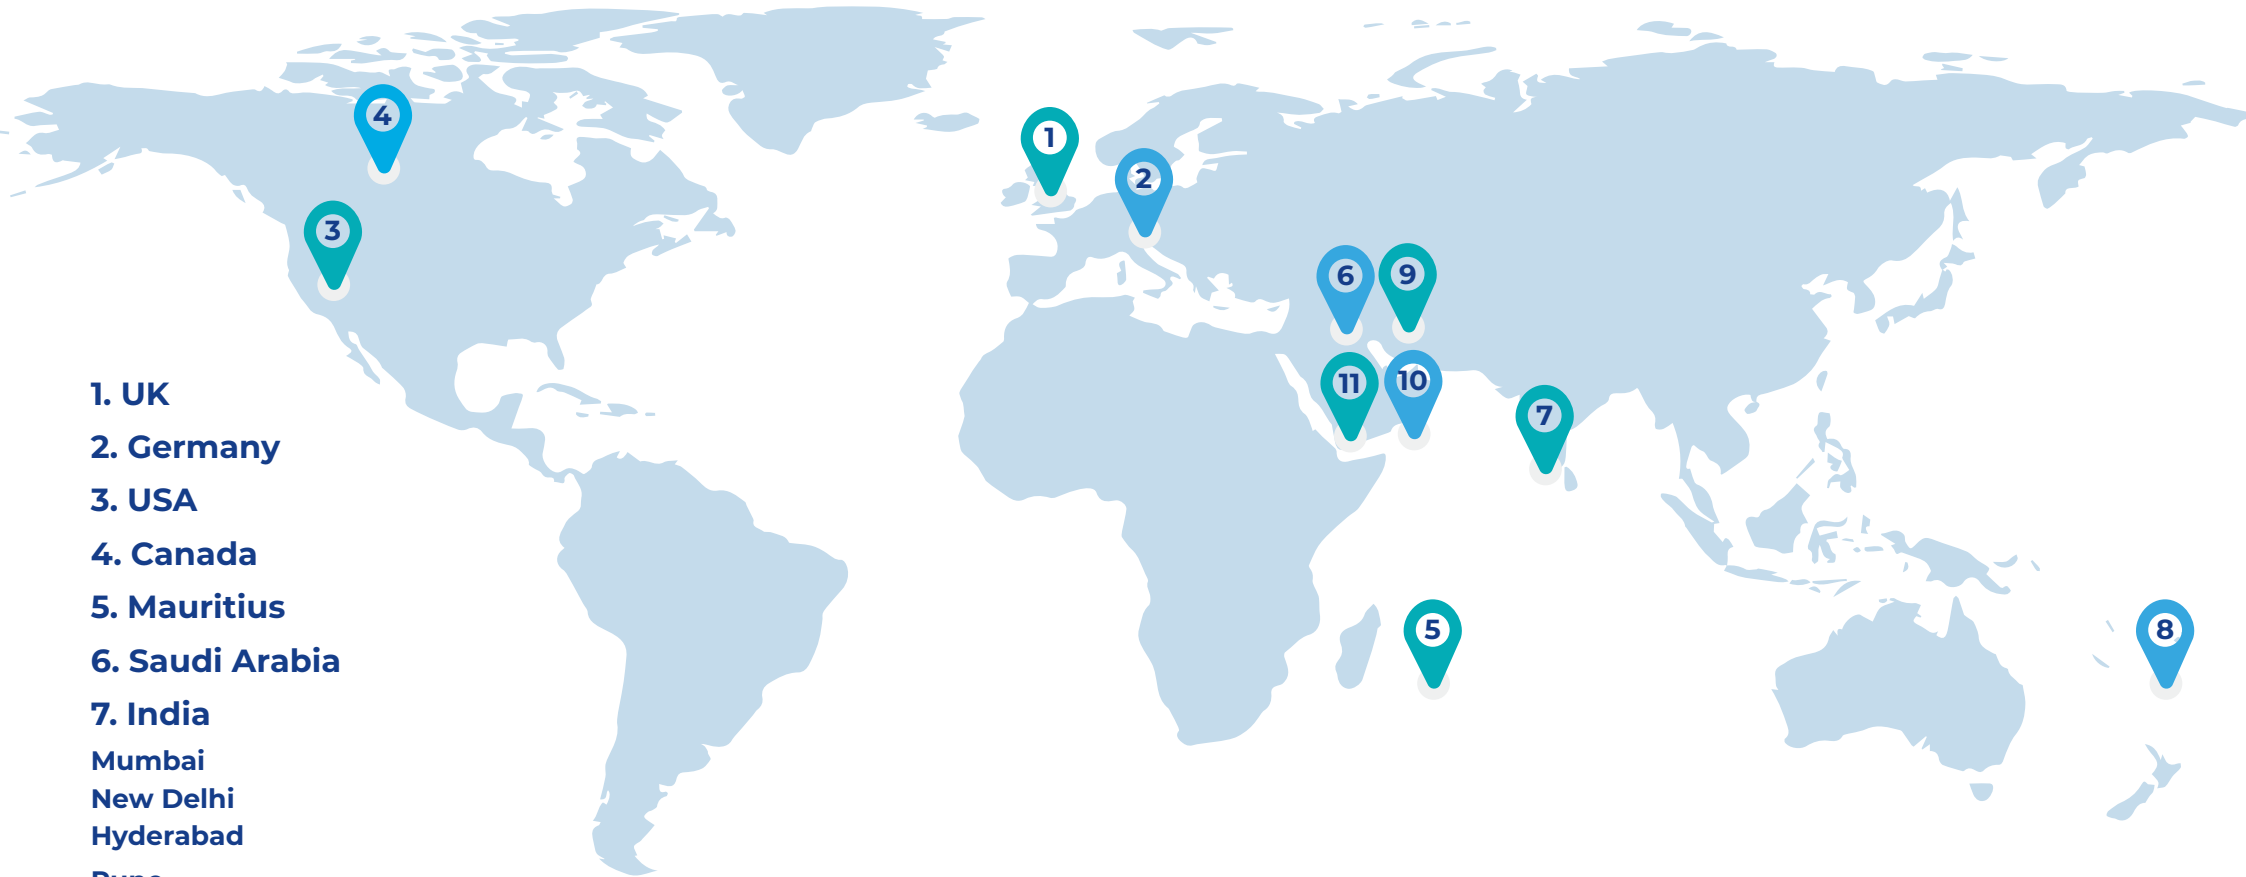 4
1
2
3
6
9
11
10
7
5
8
1. UK
2. Germany
3. USA
4. Canada
5. Mauritius
6. Saudi Arabia
7. India
Mumbai
New Delhi
Hyderabad